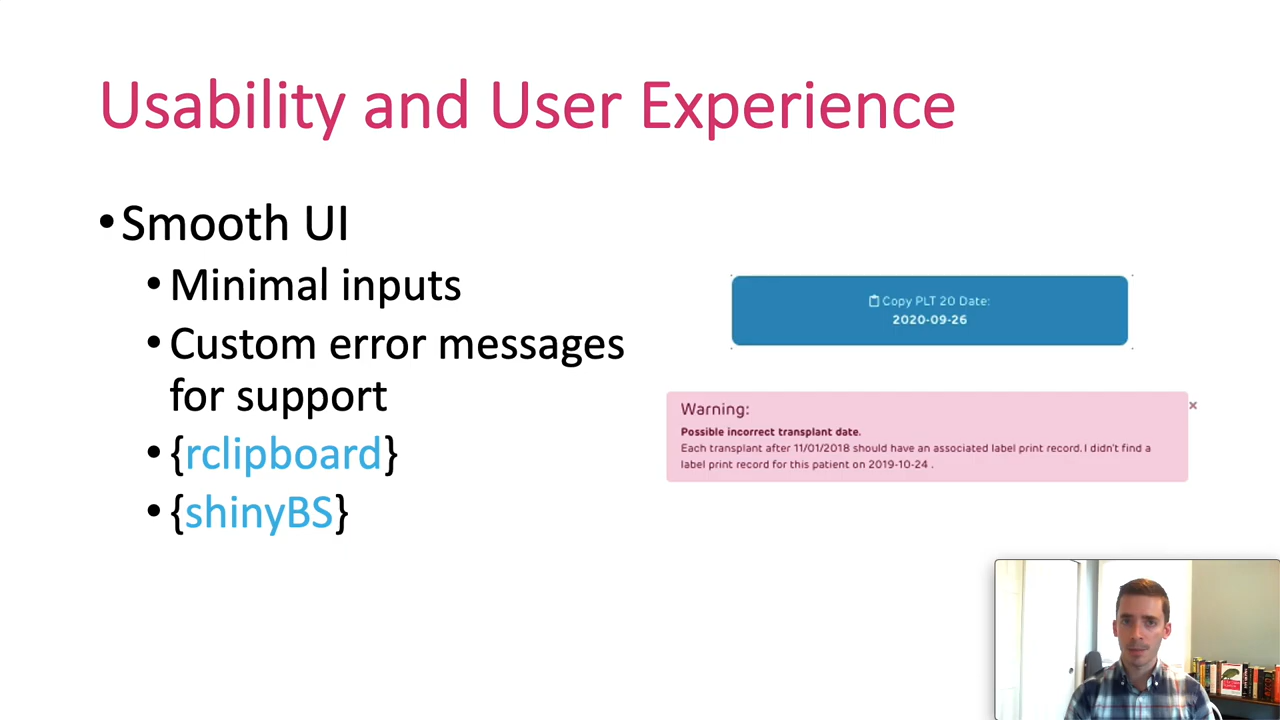 Usability and User Experience
•Smooth UI
•Minimal inputs
•Custom error messages
for support
•{rclipboard}
•{shinyBS}
Copy PLT 20 Date:
2020-09-26
Warning:
Possible incorrect transplant date.
Each transplant after 11/01/2018 should have an associated label print record. I didn't find a
label print record for this patient on 2019-10-24 .
×